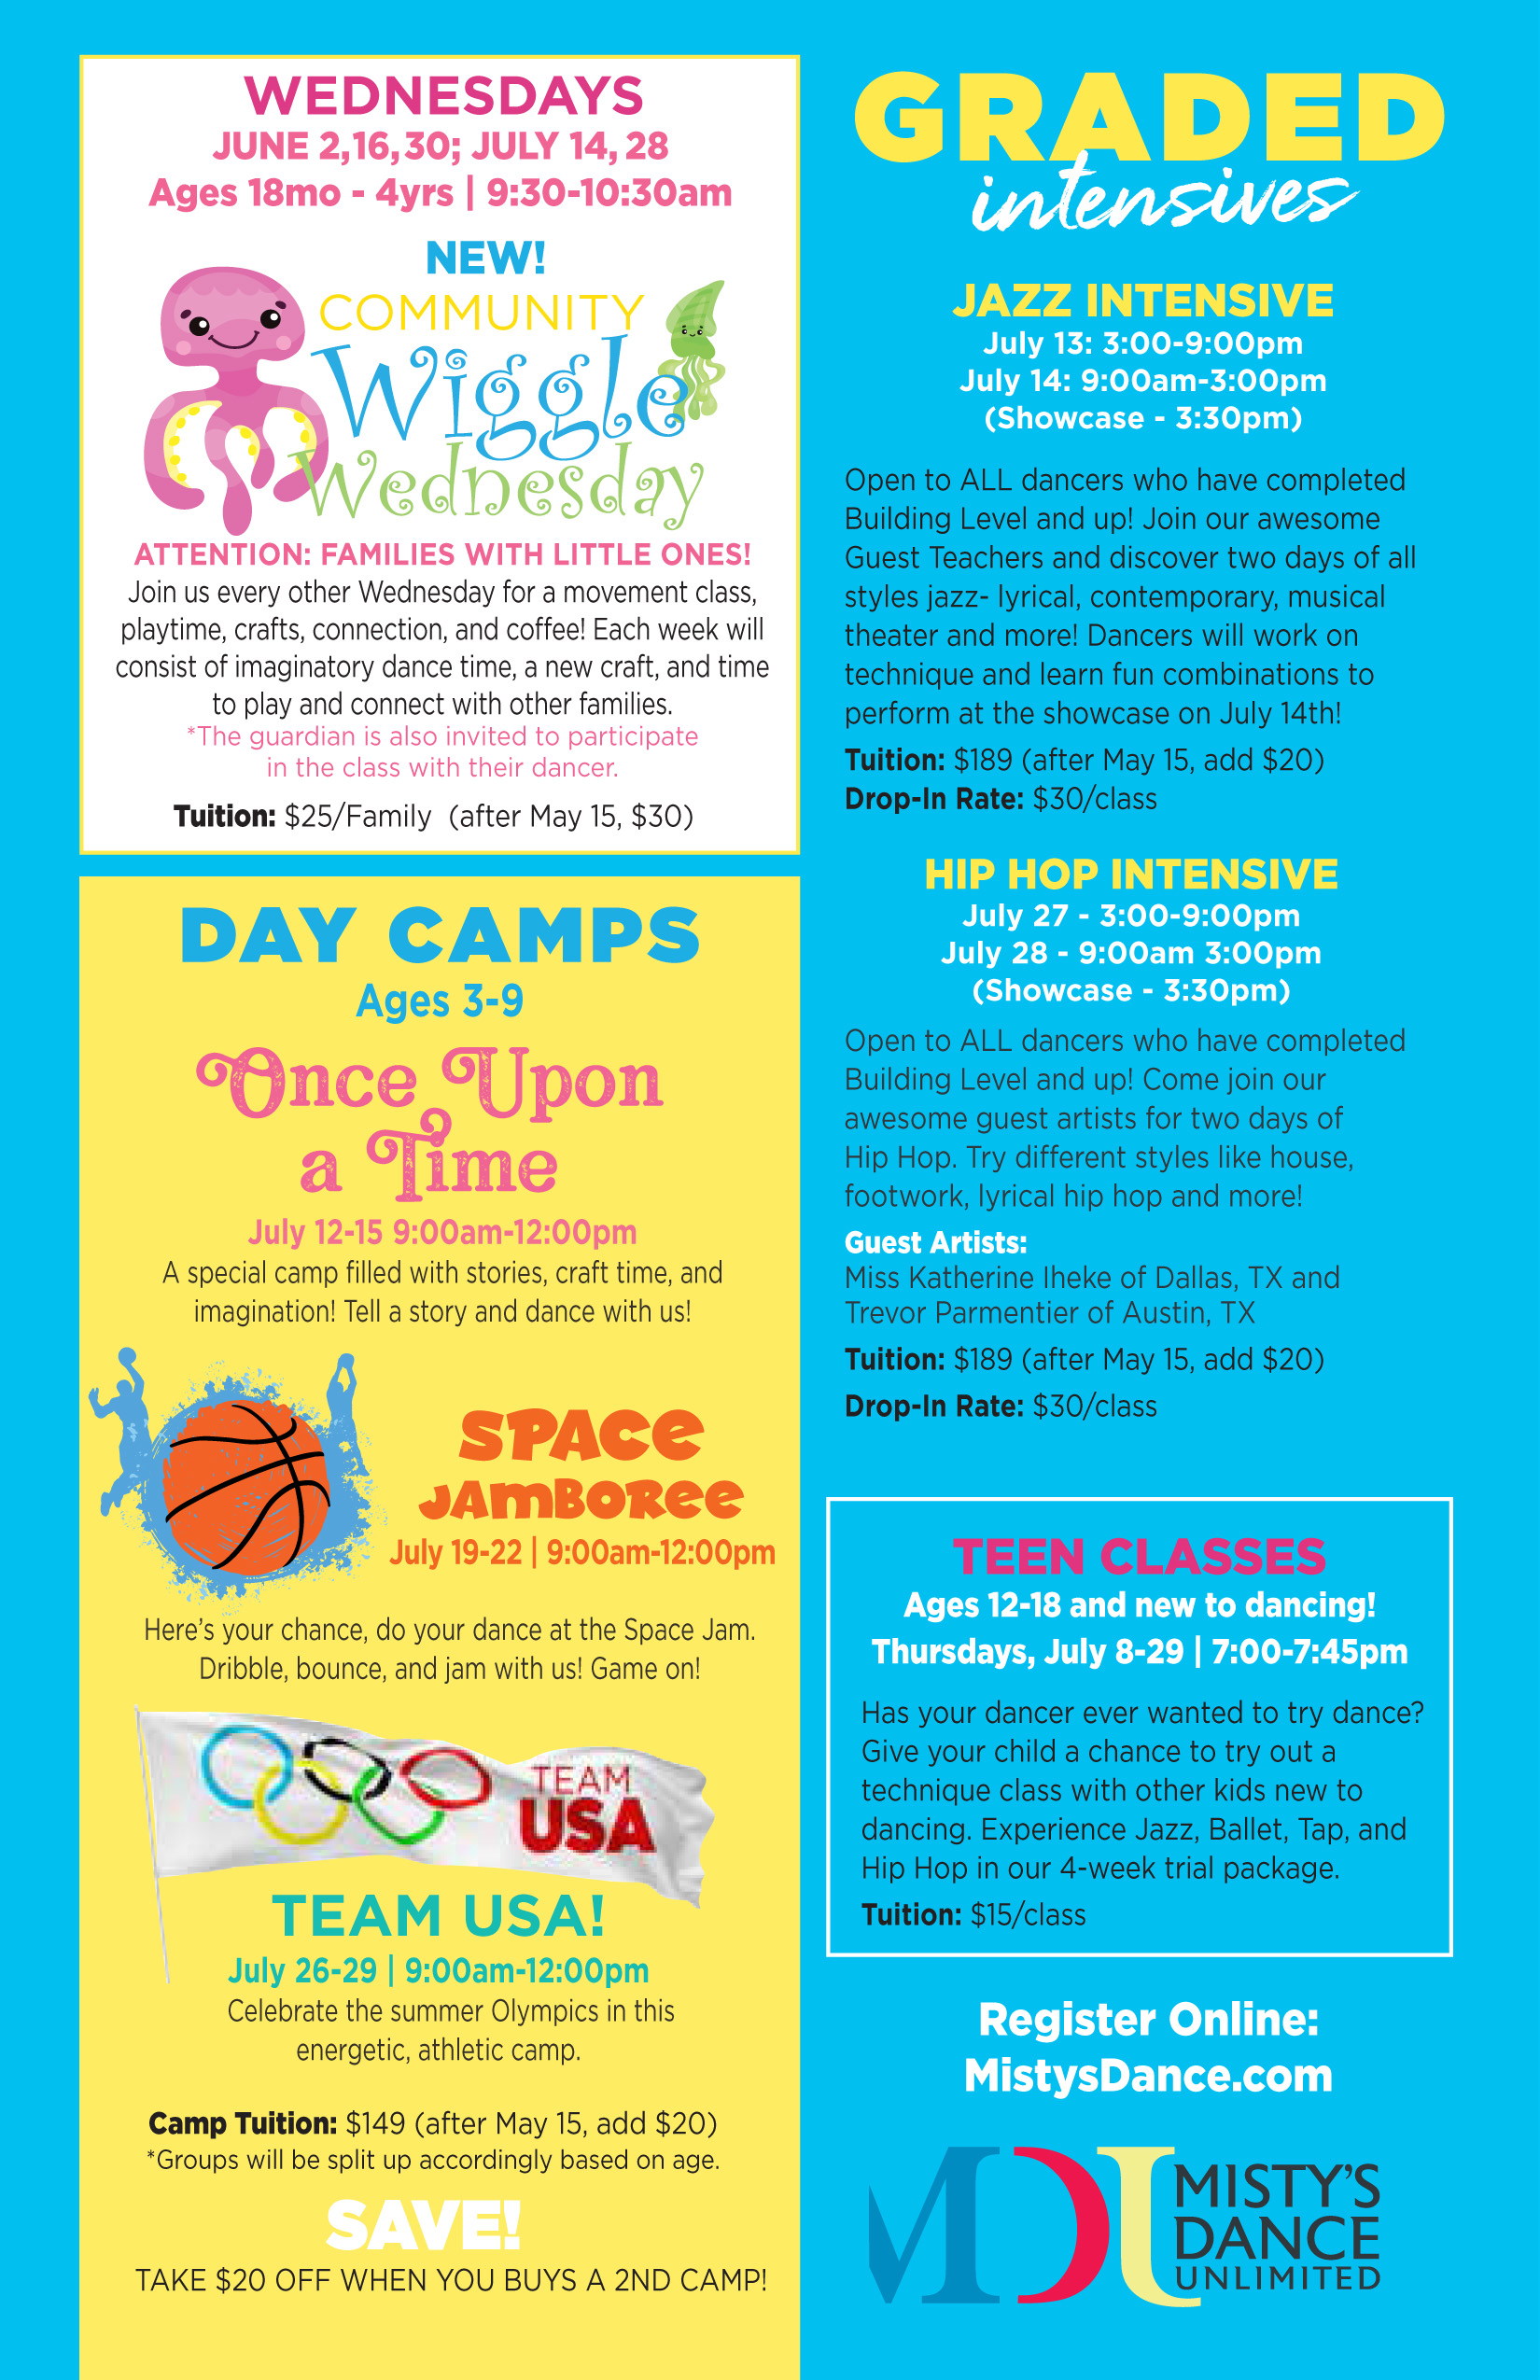 WEDNESDAYS
JUNE 2,16,30; JULY 14, 28
Ages 18mo - 4yrs | 9:30-10:30am
NEW!
COMMUNITY
Wiggle
Wednesday
ATTENTION: FAMILIES WITH LITTLE ONES!
Join us every other Wednesday for a movement class,
playtime, crafts, connection, and coffee! Each week will
consist of imaginatory dance time, a new craft, and time
to play and connect with other families.
*The guardian is also invited to participate
in the class with their dancer.
Tuition: $25/Family (after May 15, $30)
DAY CAMPS
Ages 3-9
Once Upon
a Time
July 12-15 9:00am-12:00pm
A special camp filled with stories, craft time, and
imagination! Tell a story and dance with us!
SPACE
JAMBOREE
July 19-22 | 9:00am-12:00pm
Here's your chance, do your dance at the Space Jam.
Dribble, bounce, and jam with us! Game on!
TEAM
USA
TEAM USA!
July 26-29 | 9:00am-12:00pm
Celebrate the summer Olympics in this
energetic, athletic camp.
Camp Tuition: $149 (after May 15, add $20)
*Groups will be split up accordingly based on age.
SAVE!
TAKE $20 OFF WHEN YOU BUYS A 2ND CAMP!
GRADED
intensives
JAZZ INTENSIVE
July 13: 3:00-9:00pm
July 14: 9:00am-3:00pm
(Showcase - 3:30pm)
Open to ALL dancers who have completed
Building Level and up! Join our awesome
Guest Teachers and discover two days of all
styles jazz- lyrical, contemporary, musical
theater and more! Dancers will work on
technique and learn fun combinations to
perform at the showcase on July 14th!
Tuition: $189 (after May 15, add $20)
Drop-In Rate: $30/class
HIP HOP INTENSIVE
July 27 - 3:00-9:00pm
July 28 - 9:00am 3:00pm
(Showcase - 3:30pm)
Open to ALL dancers who have completed
Building Level and up! Come join our
awesome guest artists for two days of
Hip Hop. Try different styles like house,
footwork, lyrical hip hop and more!
Guest Artists:
Miss Katherine Iheke of Dallas, TX and
Trevor Parmentier of Austin, TX
Tuition: $189 (after May 15, add $20)
Drop-In Rate: $30/class
TEEN CLASSES
Ages 12-18 and new to dancing!
Thursdays, July 8-29 | 7:00-7:45pm
Has your dancer ever wanted to try dance?
Give your child a chance to try out a
technique class with other kids new to
dancing. Experience Jazz, Ballet, Tap, and
Hip Hop in our 4-week trial package.
Tuition: $15/class
Register Online:
MistysDance.com
MDU
MISTY'S
DANCE
UNLIMITED